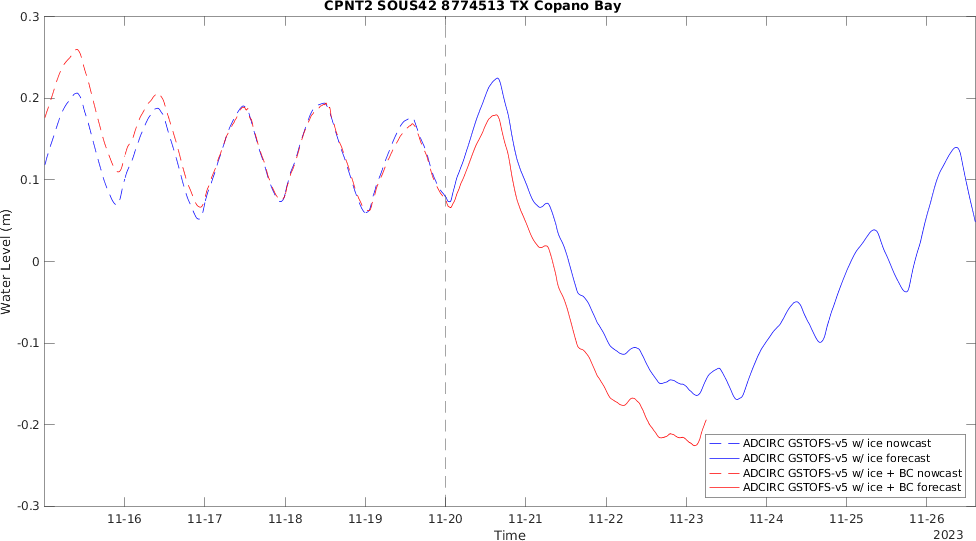 CPNT2 SOUS42 8774513 TX Copano Bay
0.3
0.2
0.1
0
-0.1
-0.2
-0.3
Water Level (m)
11-16 11-17 11-18 11-19 11-20 11-21 11-22 11-23 11-24 11-25 11-26
2023
Time
ADCIRC GSTOFS-v5 w/ ice nowcast
ADCIRC GSTOFS-v5 w/ ice forecast
ADCIRC GSTOFS-v5 w/ ice + BC nowcast
ADCIRC GSTOFS-v5 w/ ice + BC forecast